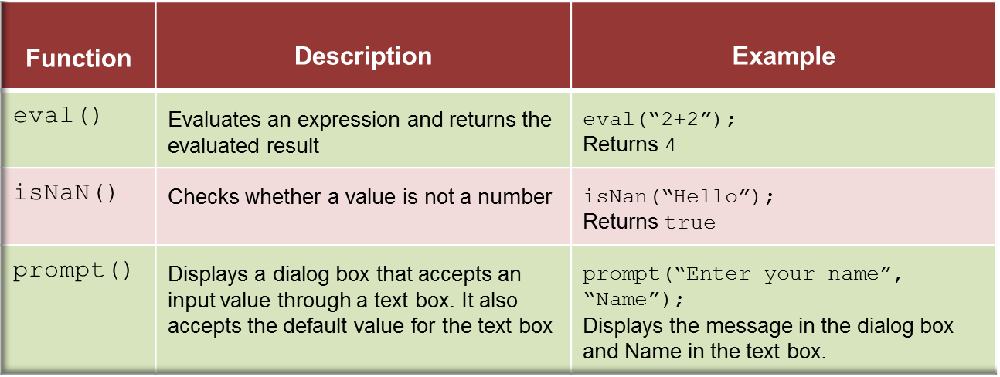 Function
Description
Example
eval()
Evaluates an expression and returns the
evaluated result
eval(“2+2”);
Returns 4
isNaN()
Checks whether a value is not a number
isNan(“Hello”);
Returns true
prompt()
Displays a dialog box that accepts an
input value through a text box. It also
accepts the default value for the text box
prompt(“Enter your name”,
“Name”);
Displays the message in the dialog box
and Name in the text box.